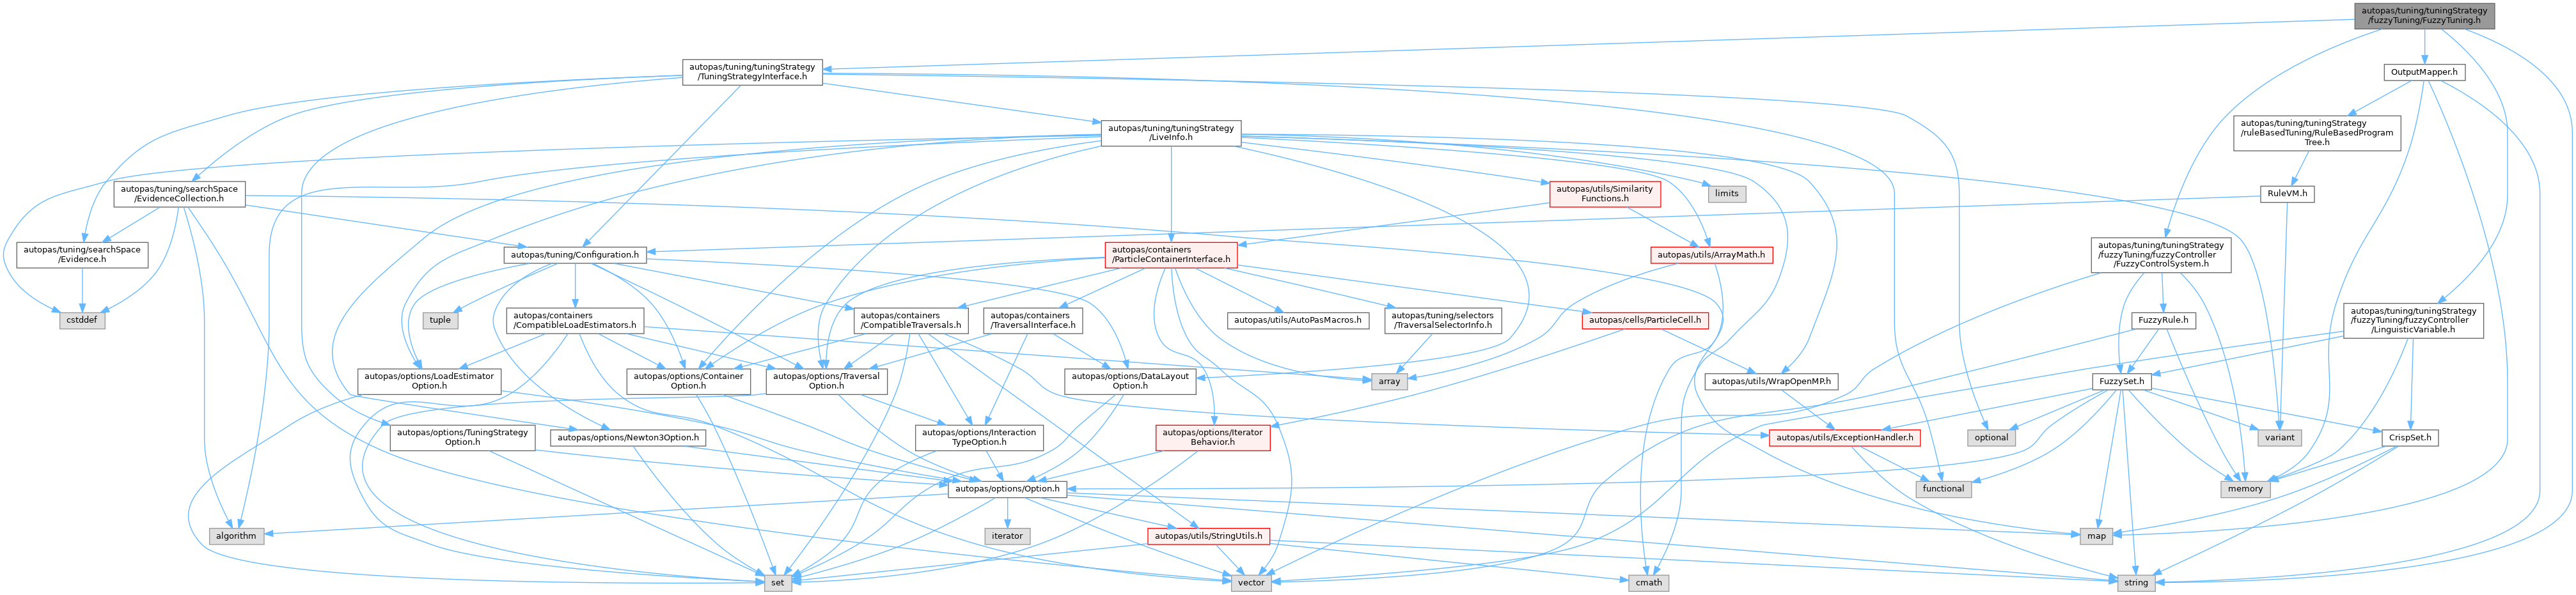 autopas/tuning/tuningStrategy
/fuzzyTuning/FuzzyTuning.h
autopas/tuning/tuningStrategy
/TuningStrategyInterface.h
OutputMapper.h
autopas/tuning/tuningStrategy
/LiveInfo.h
autopas/tuning/tuningStrategy
/ruleBasedTuning/RuleBasedProgram
Tree.h
autopas/tuning/searchSpace
/EvidenceCollection.h
autopas/utils/Similarity
Functions.h
limits
RuleVM.h
autopas/tuning/searchSpace
/Evidence.h
autopas/tuning/Configuration.h
autopas/containers
/ParticleContainerInterface.h
autopas/utils/ArrayMath.h
autopas/tuning/tuningStrategy
/fuzzyTuning/fuzzyController
/FuzzyControlSystem.h
cstddef
tuple
autopas/containers
/CompatibleLoadEstimators.h
autopas/containers
/CompatibleTraversals.h
autopas/containers
/TraversalInterface.h
autopas/utils/AutoPasMacros.h
autopas/tuning/selectors
/TraversalSelectorInfo.h
autopas/cells/ParticleCell.h
FuzzyRule.h
autopas/tuning/tuningStrategy
/fuzzyTuning/fuzzyController
/LinguisticVariable.h
autopas/options/LoadEstimator
Option.h
autopas/options/Container
Option.h
autopas/options/Traversal
Option.h
autopas/options/DataLayout
Option.h
array
autopas/utils/WrapOpenMP.h
FuzzySet.h
autopas/options/TuningStrategy
Option.h
autopas/options/Newton3Option.h
autopas/options/Interaction
TypeOption.h
autopas/options/Iterator
Behavior.h
autopas/utils/ExceptionHandler.h
optional
variant
CrispSet.h
autopas/options/Option.h
functional
memory
algorithm
iterator
autopas/utils/StringUtils.h
map
set
vector
cmath
string